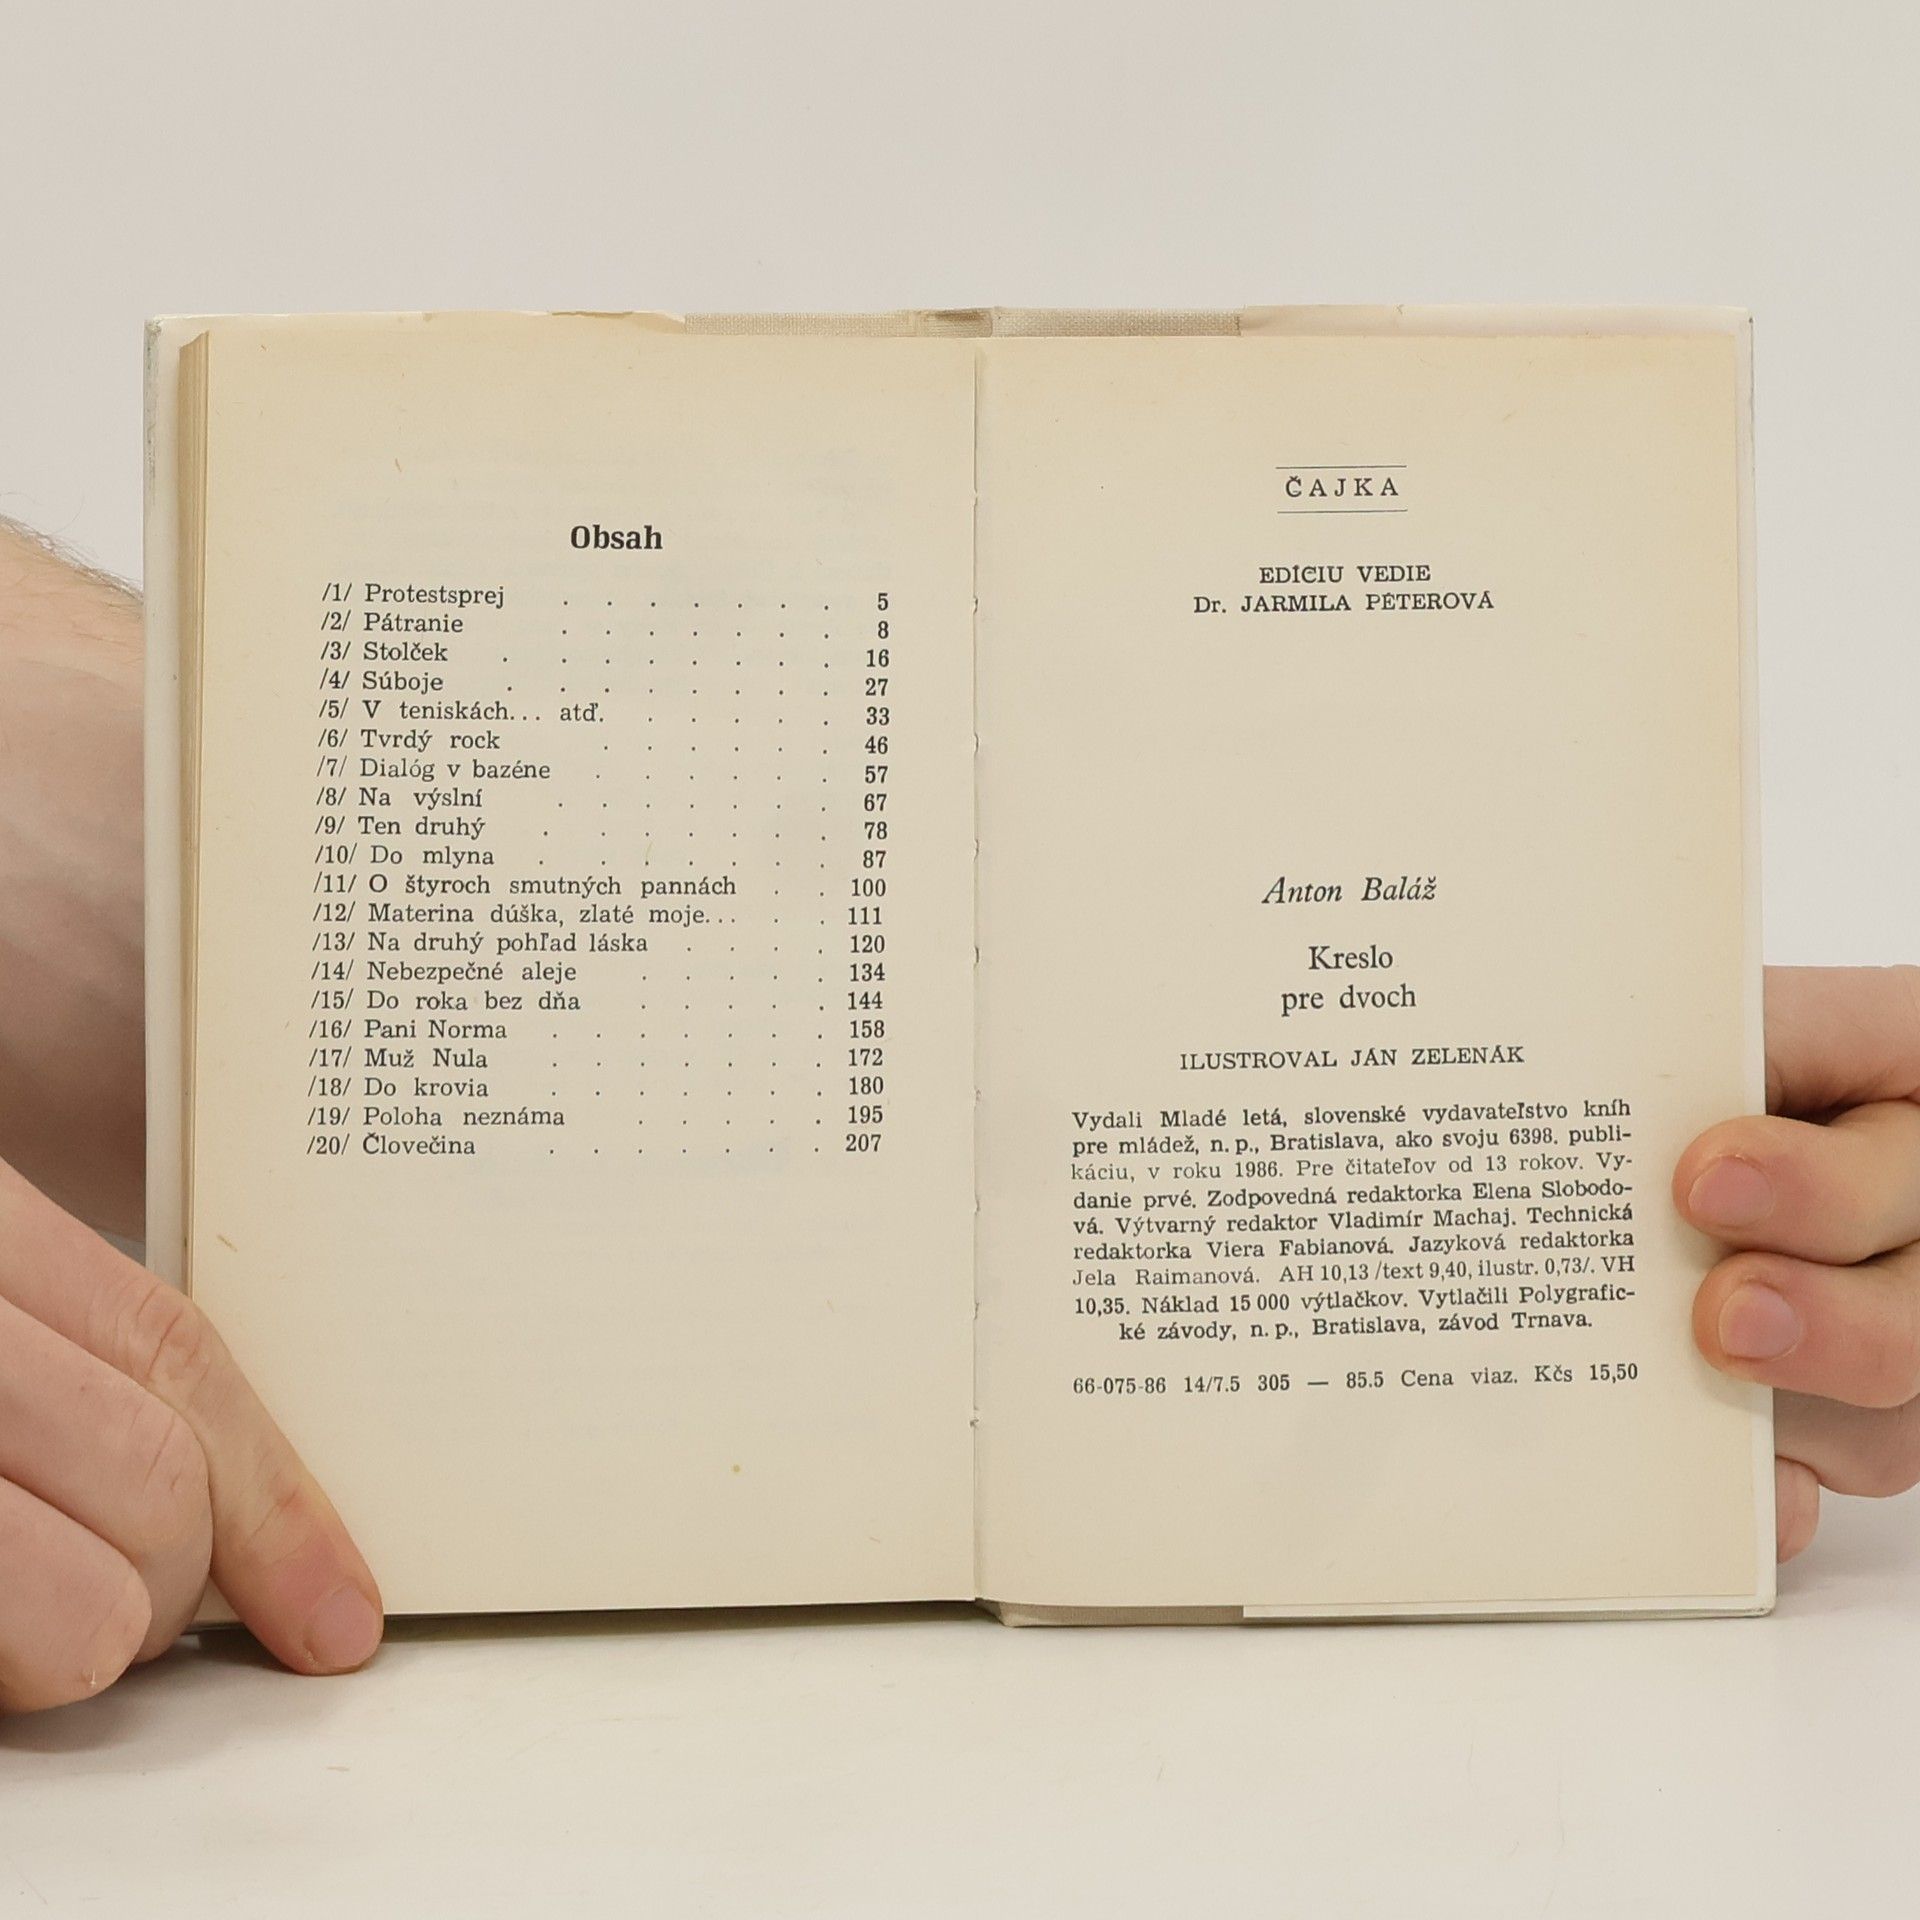 Obsah
/1/ Protestsprej . . . . . . . 5
/2/ Pátranie . . . . . . . 8
/3/ Stolček . . . . . . . . 16
/4/ Súboje . . . . . . . . 27
/5/ V teniskách... atď. . . . . . 33
/6/ Tvrdý rock . . . . . . 46
/7/ Dialóg v bazéne . . . . . . 57
/8/ Na výslní . . . . . . . 67
/9/ Ten druhý . . . . . . . 78
/10/ Do mlyna . . . . . . . 87
/11/ O štyroch smutných pannách . . 100
/12/ Materina dúška, zlaté moje... . . 111
/13/ Na druhý pohľad láska . . . . 120
/14/ Nebezpečné aleje . . . . . 134
/15/ Do roka bez dňa . . . . . 144
/16/ Pani Norma . . . . . . . 158
/17/ Muž Nula . . . . . . . 172
/18/ Do krovia . . . . . . . 180
/19/ Poloha neznáma . . . . . 195
/20/ Človečina . . . . . . . 207
ČAJKA
EDÍCIU VEDIE
Dr. JARMILA PÉTEROVÁ
Anton Baláž
Kreslo
pre dvoch
ILUSTROVAL JÁN ZELENÁK
Vydali Mladé letá, slovenské vydavateľstvo kníh
pre mládež, n. p., Bratislava, ako svoju 6398. publi-
káciu, v roku 1986. Pre čitateľov od 13 rokov. Vy-
danie prvé. Zodpovedná redaktorka Elena Slobodo-
vá. Výtvarný redaktor Vladimír Machaj. Technická
redaktorka Viera Fabianová. Jazyková redaktorka
Jela Raimanová. AH 10,13 /text 9,40, ilustr. 0,73/. VH
10,35. Náklad 15 000 výtlačkov. Vytlačili Polygrafic-
ké závody, n. p., Bratislava, závod Trnava.
66-075-86 14/7.5 305 — 85.5 Cena viaz. Kčs 15,50